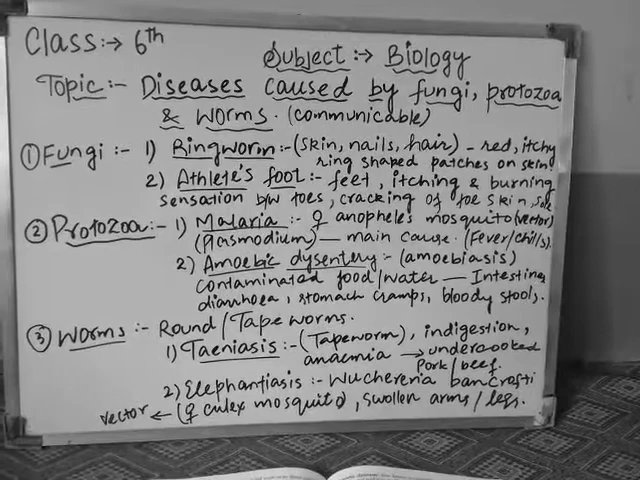 Class:→ 6th
Subject:→ Biology
Topic:- Diseases caused by fungi, protozoa
& worms. (communicable)
① Fungi :- 1) Ringworm:-(skin, nails, hair) - red, itchy
ring shaped patches on skin.
2) Athlete's foot :- feet, itching & burning
sensation b/w toes, cracking of toe skin,
② Protozoa:- 1) Malaria :- ♀ anopheles mosquito(vector)
(Plasmodium) — main cause. (Fever/chills).
2) Amoebic dysentery:- (amoebiasis)
contaminated food/water — Intestines
diarrhoea, stomach cramps, bloody stools.
③ Worms :- Round/Tape worms.
1) Taeniasis :- (Tapeworm), indigestion,
anaemia → undercooked
Pork/beef.
2) Elephantiasis :- Wuchereria bancrofti
vector ← (♀ culex mosquito), swollen arms/legs.